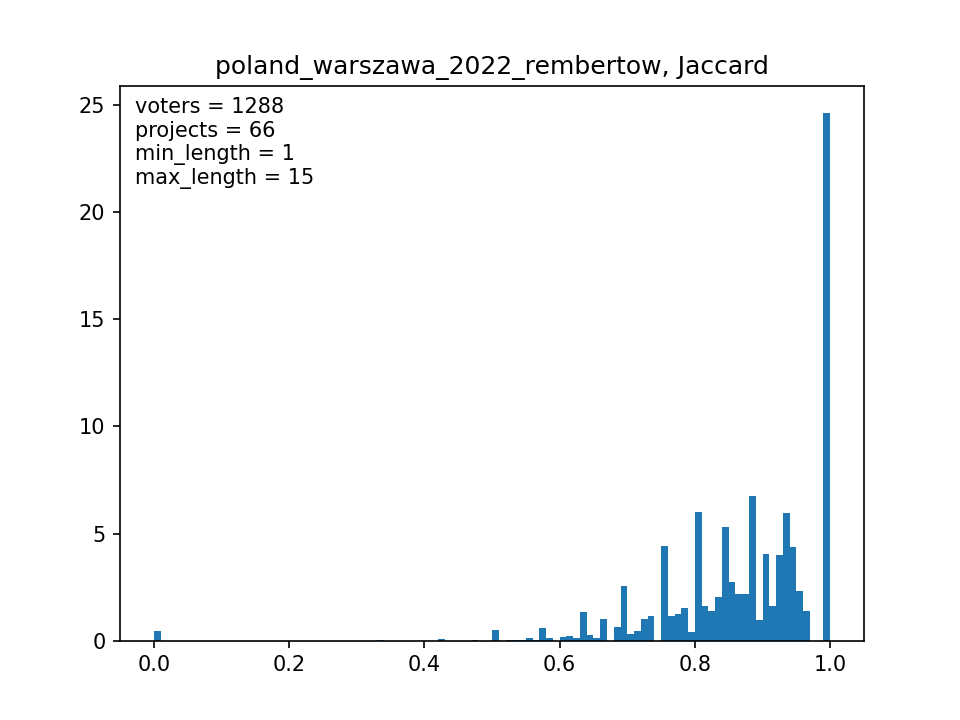 poland_warszawa_2022_rembertow, Jaccard
voters = 1288
projects = 66
min_length = 1
max_length = 15
25
20
15
10
5
0
0.0 0.2 0.4 0.6 0.8 1.0